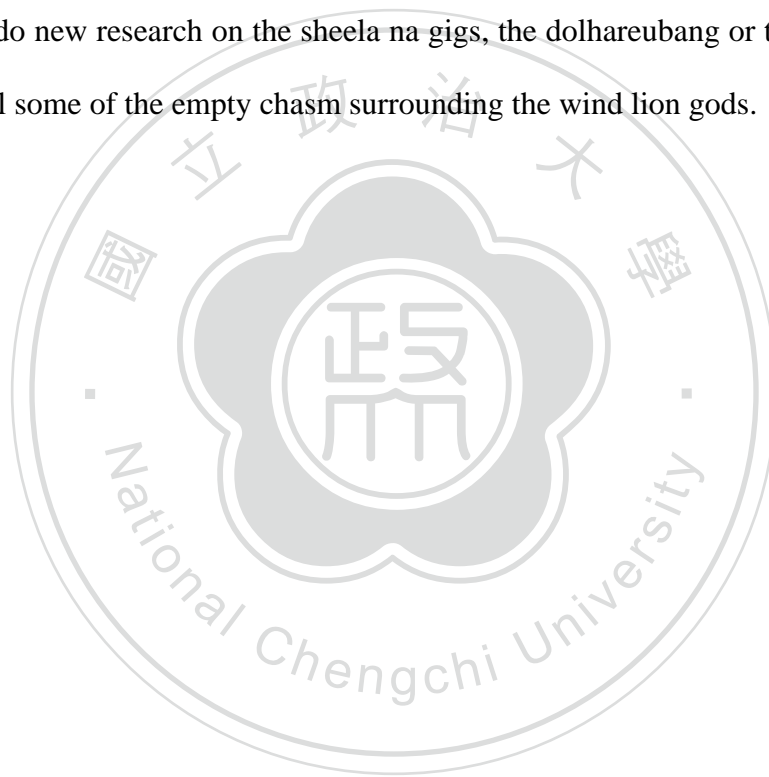 do new research on the sheela na gigs, the dolhareubang or t
l some of the empty chasm surrounding the wind lion gods.
國立政治大學
政
National Chengchi University